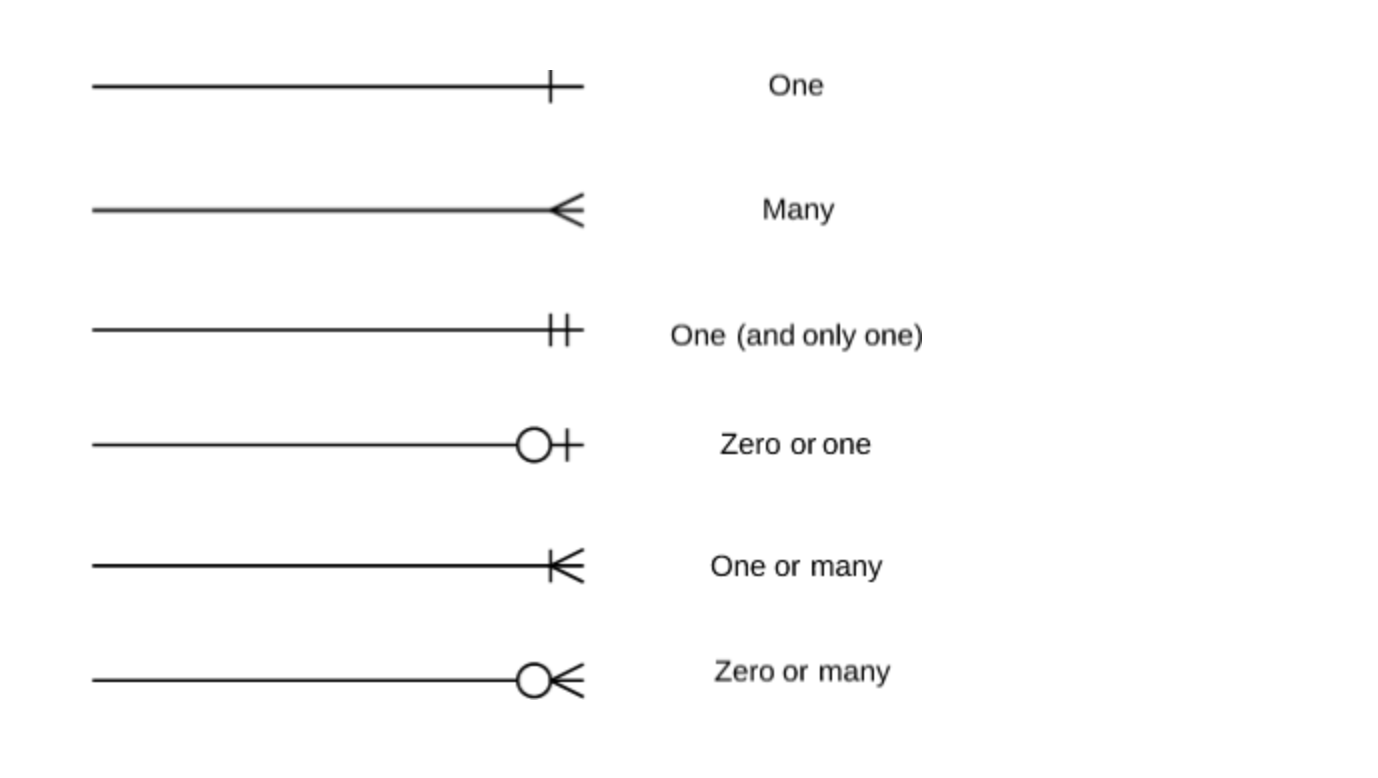 One
Many
One (and only one)
Zero or one
One or many
Zero or many